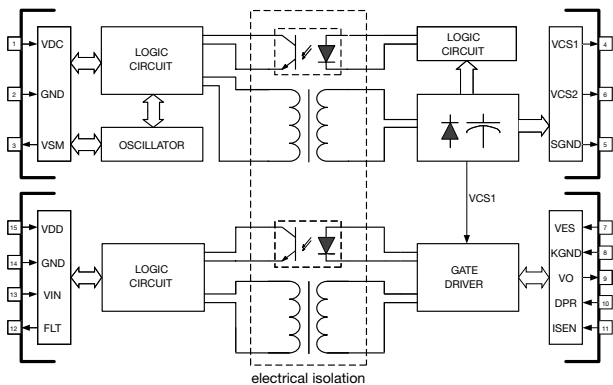 1
VDC
2
GND
3
VSM
LOGIC
CIRCUIT
OSCILLATOR
LOGIC
CIRCUIT
VCS1
4
VCS2
6
SGND
5
VCS1
15
VDD
14
GND
13
VIN
12
FLT
LOGIC
CIRCUIT
GATE
DRIVER
VES
7
KGND
8
VO
9
DPR
10
ISEN
11
electrical isolation